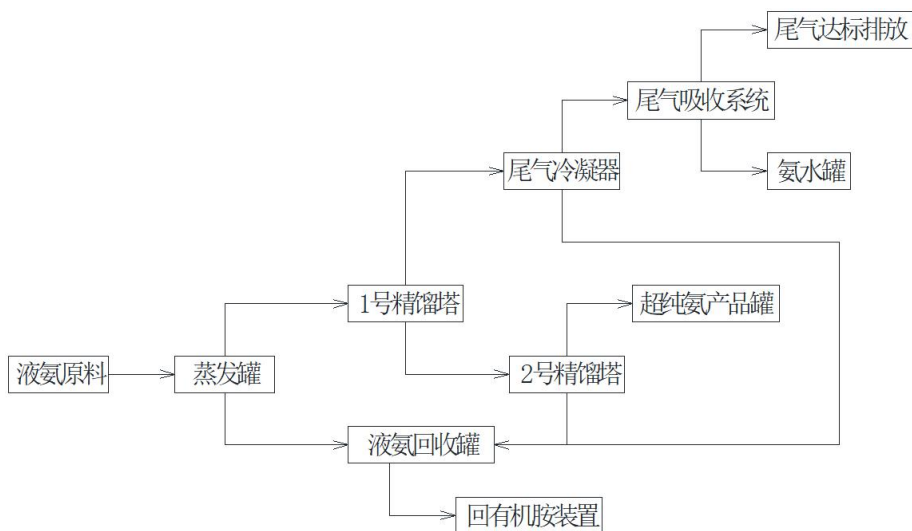 尾气达标排放
尾气吸收系统
尾气冷凝器
氨水罐
1号精馏塔
超纯氨产品罐
液氨原料
蒸发罐
2号精馏塔
液氨回收罐
回有机胺装置